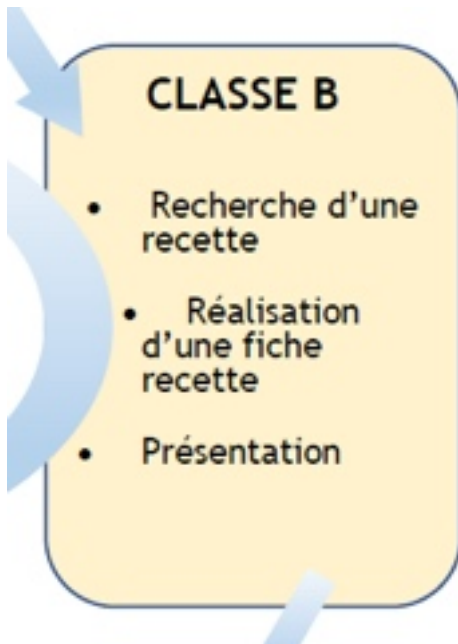 CLASSE B
• Recherche d'une
recette
• Réalisation
d'une fiche
recette
• Présentation